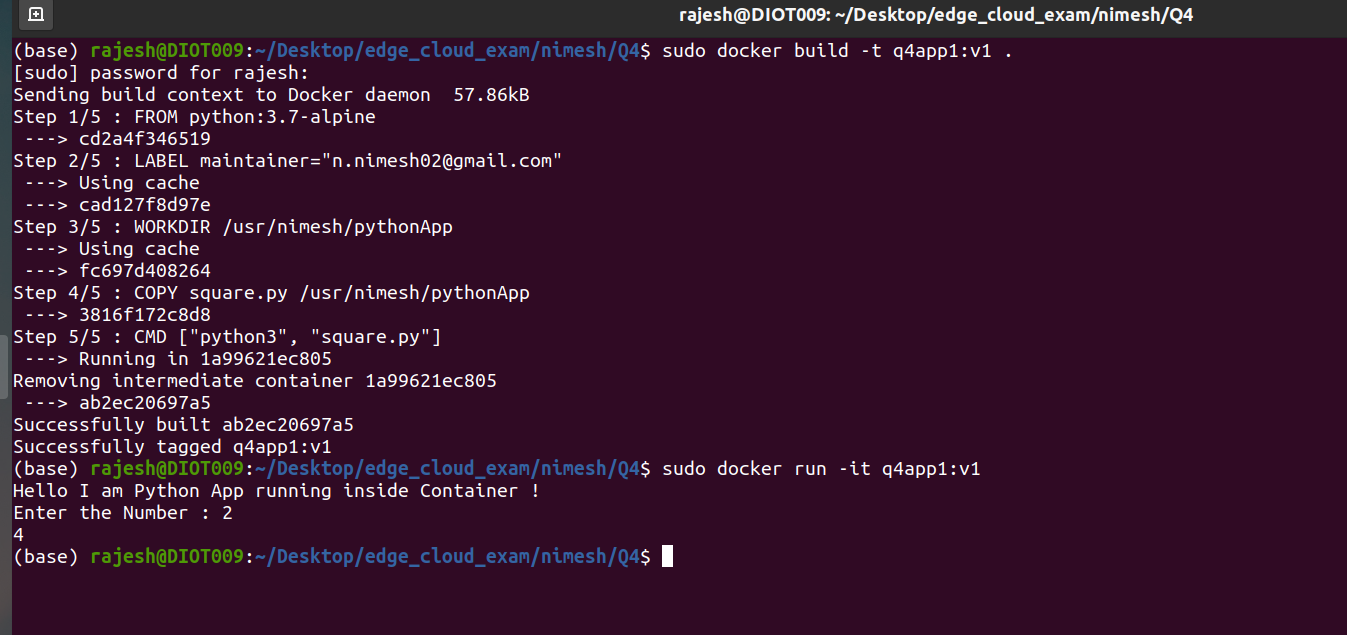 rajesh@DIOT009: ~/Desktop/edge_cloud_exam/nimesh/Q4
(base) rajesh@DIOT009:~/Desktop/edge_cloud_exam/nimesh/Q4$ sudo docker build -t q4app1:v1 .
[sudo] password for rajesh:
Sending build context to Docker daemon  57.86kB
Step 1/5 : FROM python:3.7-alpine
 ---> cd2a4f346519
Step 2/5 : LABEL maintainer="n.nimesh02@gmail.com"
 ---> Using cache
 ---> cad127f8d97e
Step 3/5 : WORKDIR /usr/nimesh/pythonApp
 ---> Using cache
 ---> fc697d408264
Step 4/5 : COPY square.py /usr/nimesh/pythonApp
 ---> 3816f172c8d8
Step 5/5 : CMD ["python3", "square.py"]
 ---> Running in 1a99621ec805
Removing intermediate container 1a99621ec805
 ---> ab2ec20697a5
Successfully built ab2ec20697a5
Successfully tagged q4app1:v1
(base) rajesh@DIOT009:~/Desktop/edge_cloud_exam/nimesh/Q4$ sudo docker run -it q4app1:v1
Hello I am Python App running inside Container !
Enter the Number : 2
4
(base) rajesh@DIOT009:~/Desktop/edge_cloud_exam/nimesh/Q4$